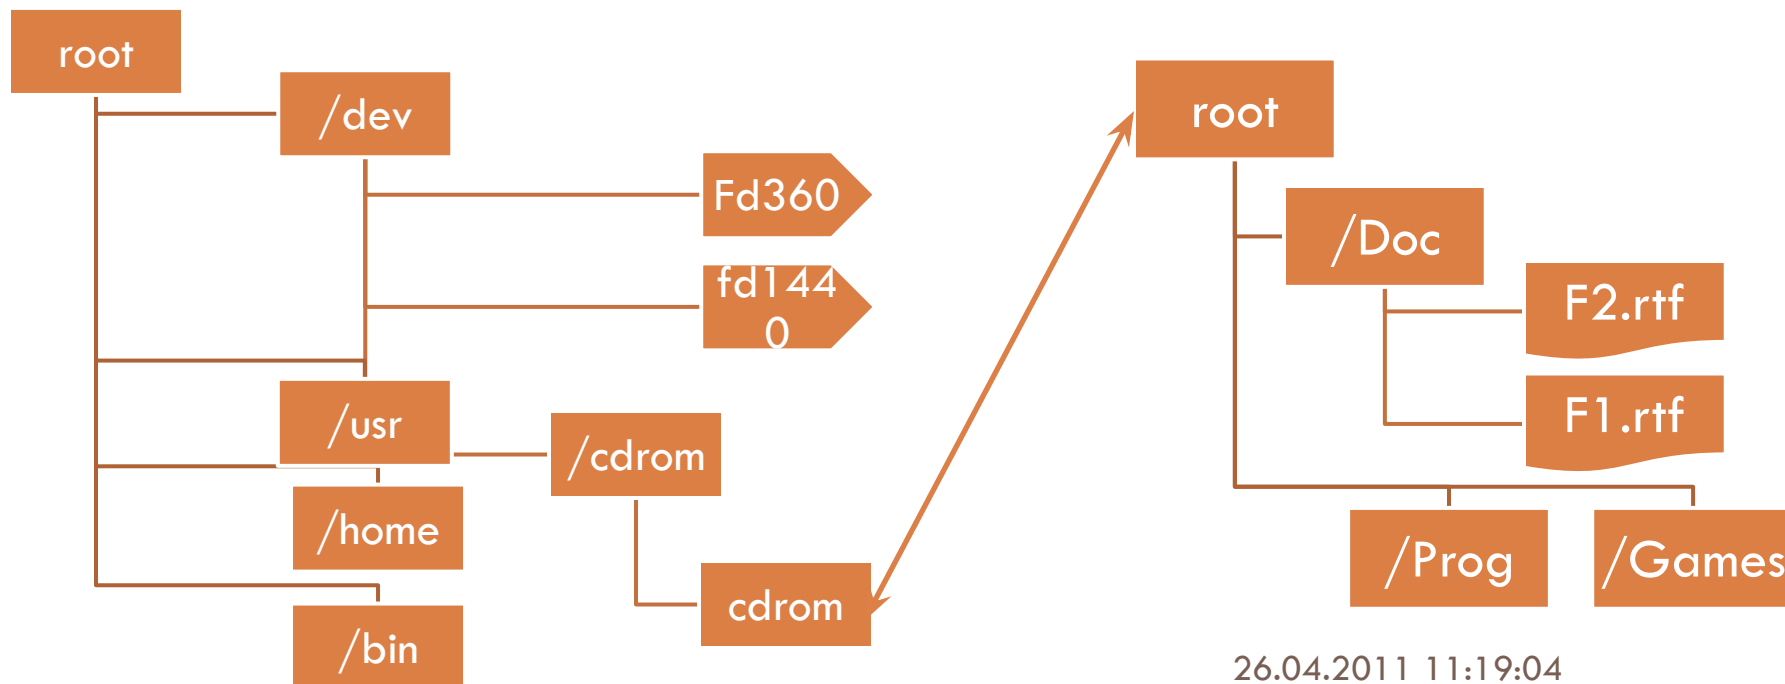 root
/dev
Fd360
fd144
0
/usr
/cdrom
/home
cdrom
/bin
root
/Doc
F2.rtf
F1.rtf
/Prog
/Games
26.04.2011 11:19:04